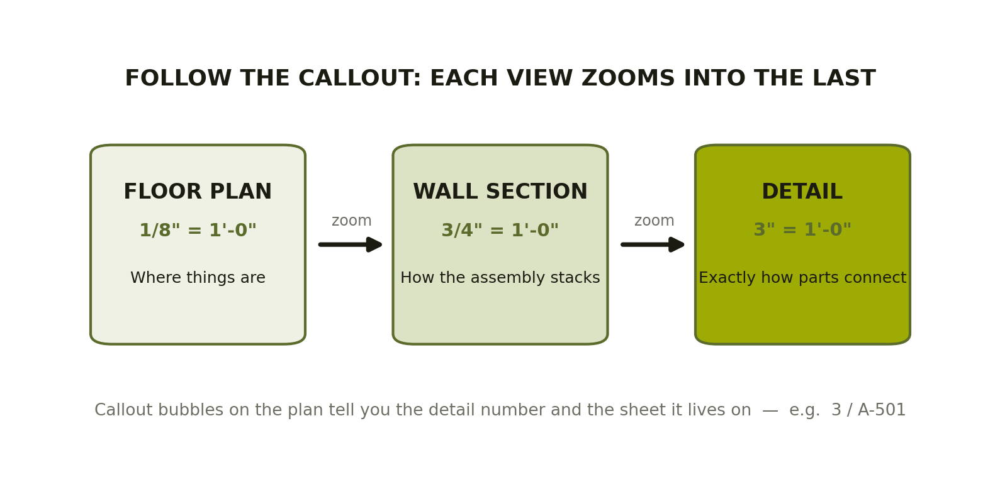 FOLLOW THE CALLOUT: EACH VIEW ZOOMS INTO THE LAST
FLOOR PLAN
1/8" = 1'-0"
Where things are
zoom
WALL SECTION
3/4" = 1'-0"
How the assembly stacks
zoom
DETAIL
3" = 1'-0"
Exactly how parts connect
Callout bubbles on the plan tell you the detail number and the sheet it lives on — e.g. 3 / A-501